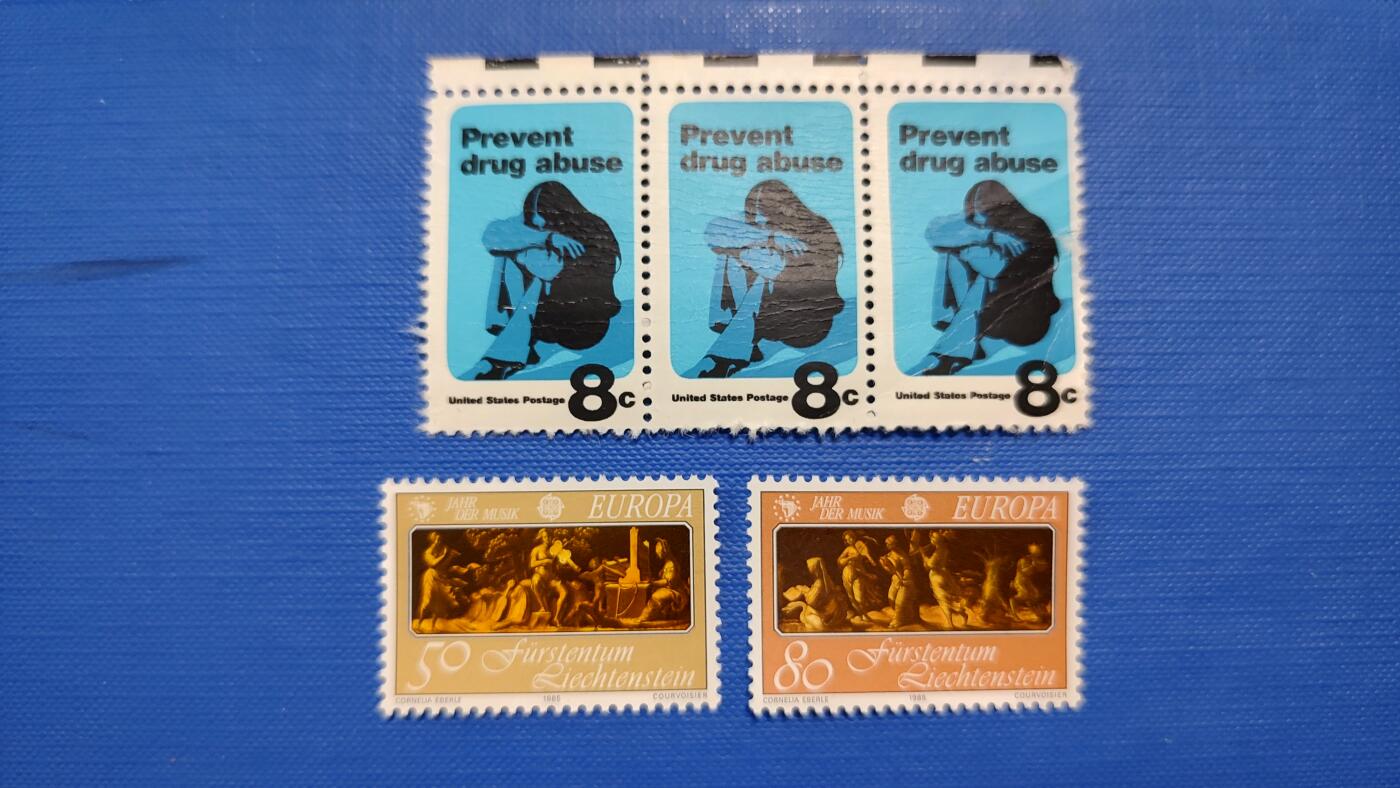 Prevent
drug abuse
United States Postage 8c
Prevent
drug abuse
United States Postage 8c
Prevent
drug abuse
United States Postage 8c
JAHR
DER MUSIK
EUROPA
50 Fürstentum
Liechtenstein
CORNELIA EBERLE 1985 COURVOISIER
JAHR
DER MUSIK
EUROPA
80 Fürstentum
Liechtenstein
CORNELIA EBERLE 1985 COURVOISIER